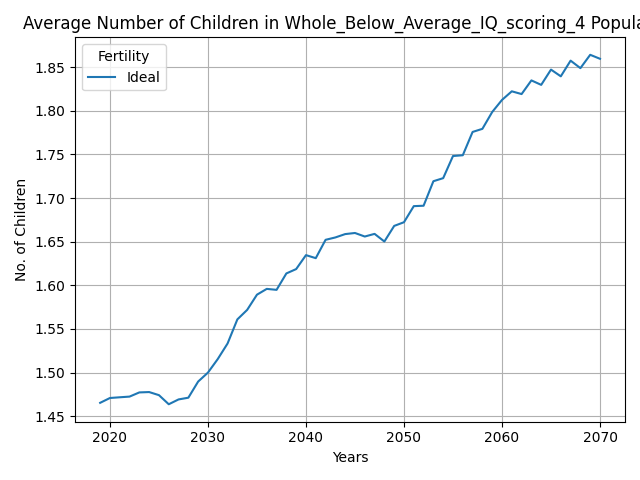 Average Number of Children in Whole_Below_Average_IQ_scoring_4 Popula
Fertility
Ideal
1.85
1.80
1.75
1.70
1.65
1.60
1.55
1.50
1.45
No. of Children
2020 2030 2040 2050 2060 2070
Years